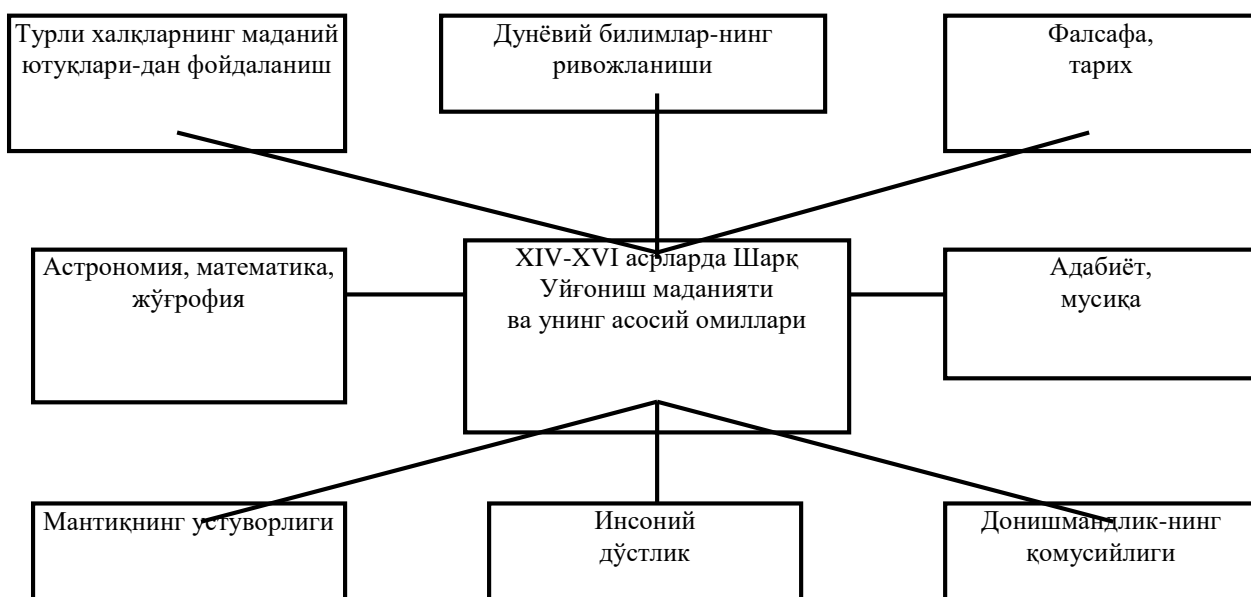 Турли халқларнинг маданий
ютуқлари-дан фойдаланиш
Дунёвий билимлар-нинг
ривожланиши
Фалсафа,
тарих
Астрономия, математика,
жўғрофия
XIV-XVI асрларда Шарқ
Уйғониш маданияти
ва унинг асосий омиллари
Адабиёт,
мусиқа
Мантиқнинг устуворлиги
Инсоний
дўстлик
Донишмандлик-нинг
қомусийлиги